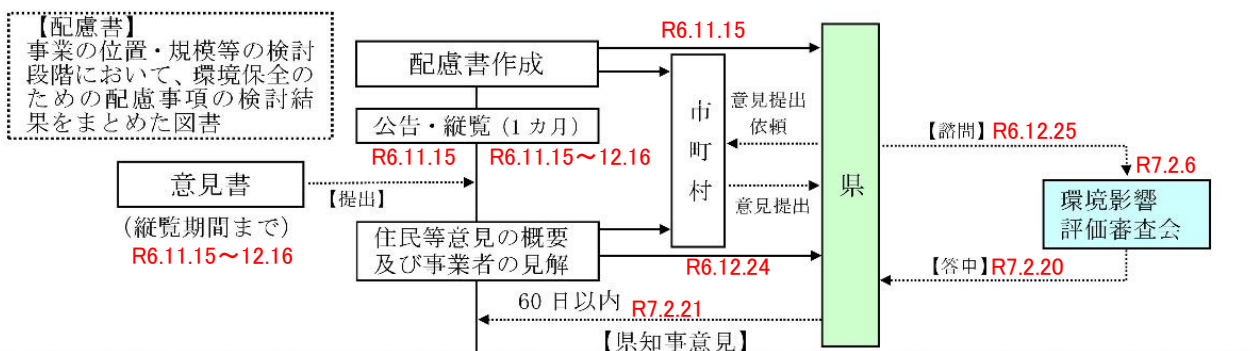 【配慮書】
事業の位置・規模等の検討
段階において、環境保全の
ための配慮事項の検討結
果をまとめた図書
配慮書作成
R6.11.15
公告・縦覧(1カ月)
R6.11.15
R6.11.15~12.16
意見書
【提出】
(縦覧期間まで)
R6.11.15~12.16
住民等意見の概要
及び事業者の見解
R6.12.24
市
町
村
意見提出
依頼
意見提出
県
【諮問】R6.12.25
R7.2.6
環境影響
評価審査会
【答申】R7.2.20
60日以内
R7.2.21
【県知事意見】